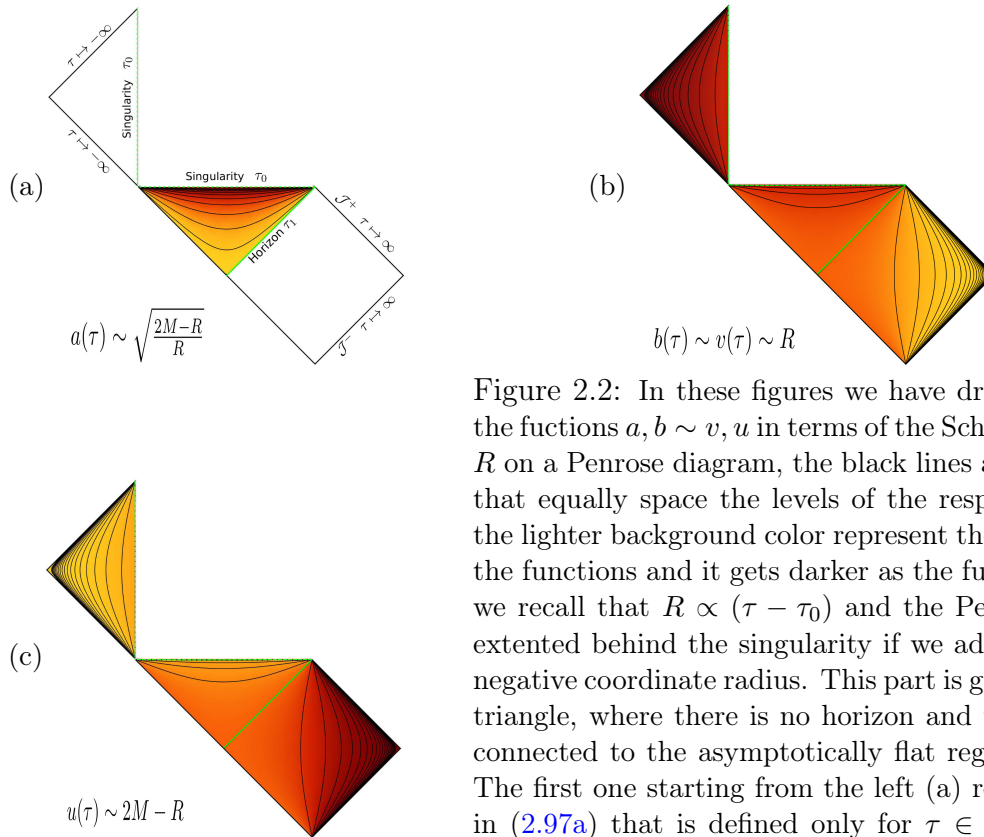 τ ↦ −∞
Singularity τ₀
τ ↦ −∞
(a)
Singularity τ₀
𝒥⁺ τ ↦ ∞
Horizon τ₁
𝒥⁻ τ ↦ ∞
a(τ) ∼ √((2M−R)/R)
(b)
b(τ) ∼ v(τ) ∼ R
Figure 2.2: In these figures we have dr
the fuctions a, b ∼ v, u in terms of the Sch
R on a Penrose diagram, the black lines a
that equally space the levels of the resp
the lighter background color represent the
the functions and it gets darker as the fu
we recall that R ∝ (τ − τ₀) and the Pe
extented behind the singularity if we ad
negative coordinate radius. This part is g
triangle, where there is no horizon and
connected to the asymptotically flat reg
The first one starting from the left (a) r
in (2.97a) that is defined only for τ ∈
(c)
u(τ) ∼ 2M − R